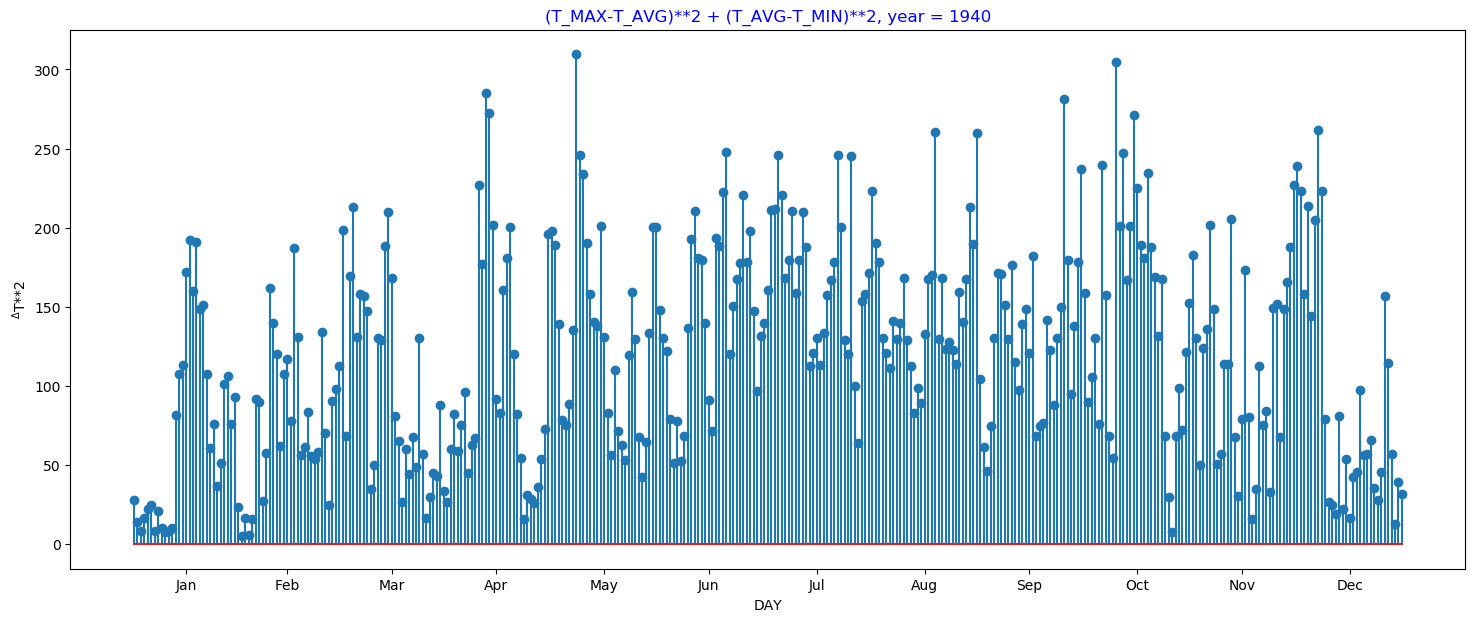 (T_MAX-T_AVG)**2 + (T_AVG-T_MIN)**2, year = 1940
300
250
200
150
100
50
0
ΔT**2
Jan Feb Mar Apr May Jun Jul Aug Sep Oct Nov Dec
DAY